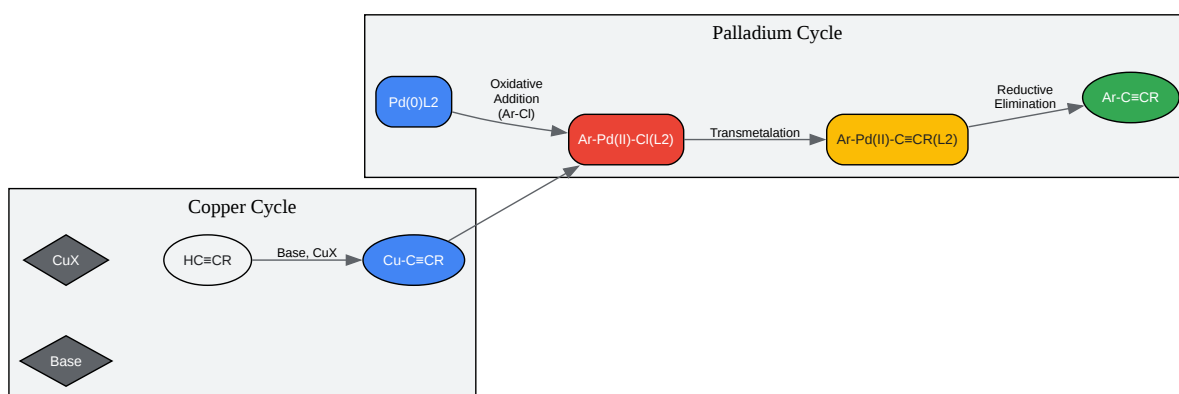 Palladium Cycle
Pd(0)L2
Oxidative
Addition
(Ar-Cl)
Ar-Pd(II)-Cl(L2)
Transmetalation
Ar-Pd(II)-C≡CR(L2)
Reductive
Elimination
Ar-C≡CR
Copper Cycle
CuX
HC≡CR
Base, CuX
Cu-C≡CR
Base